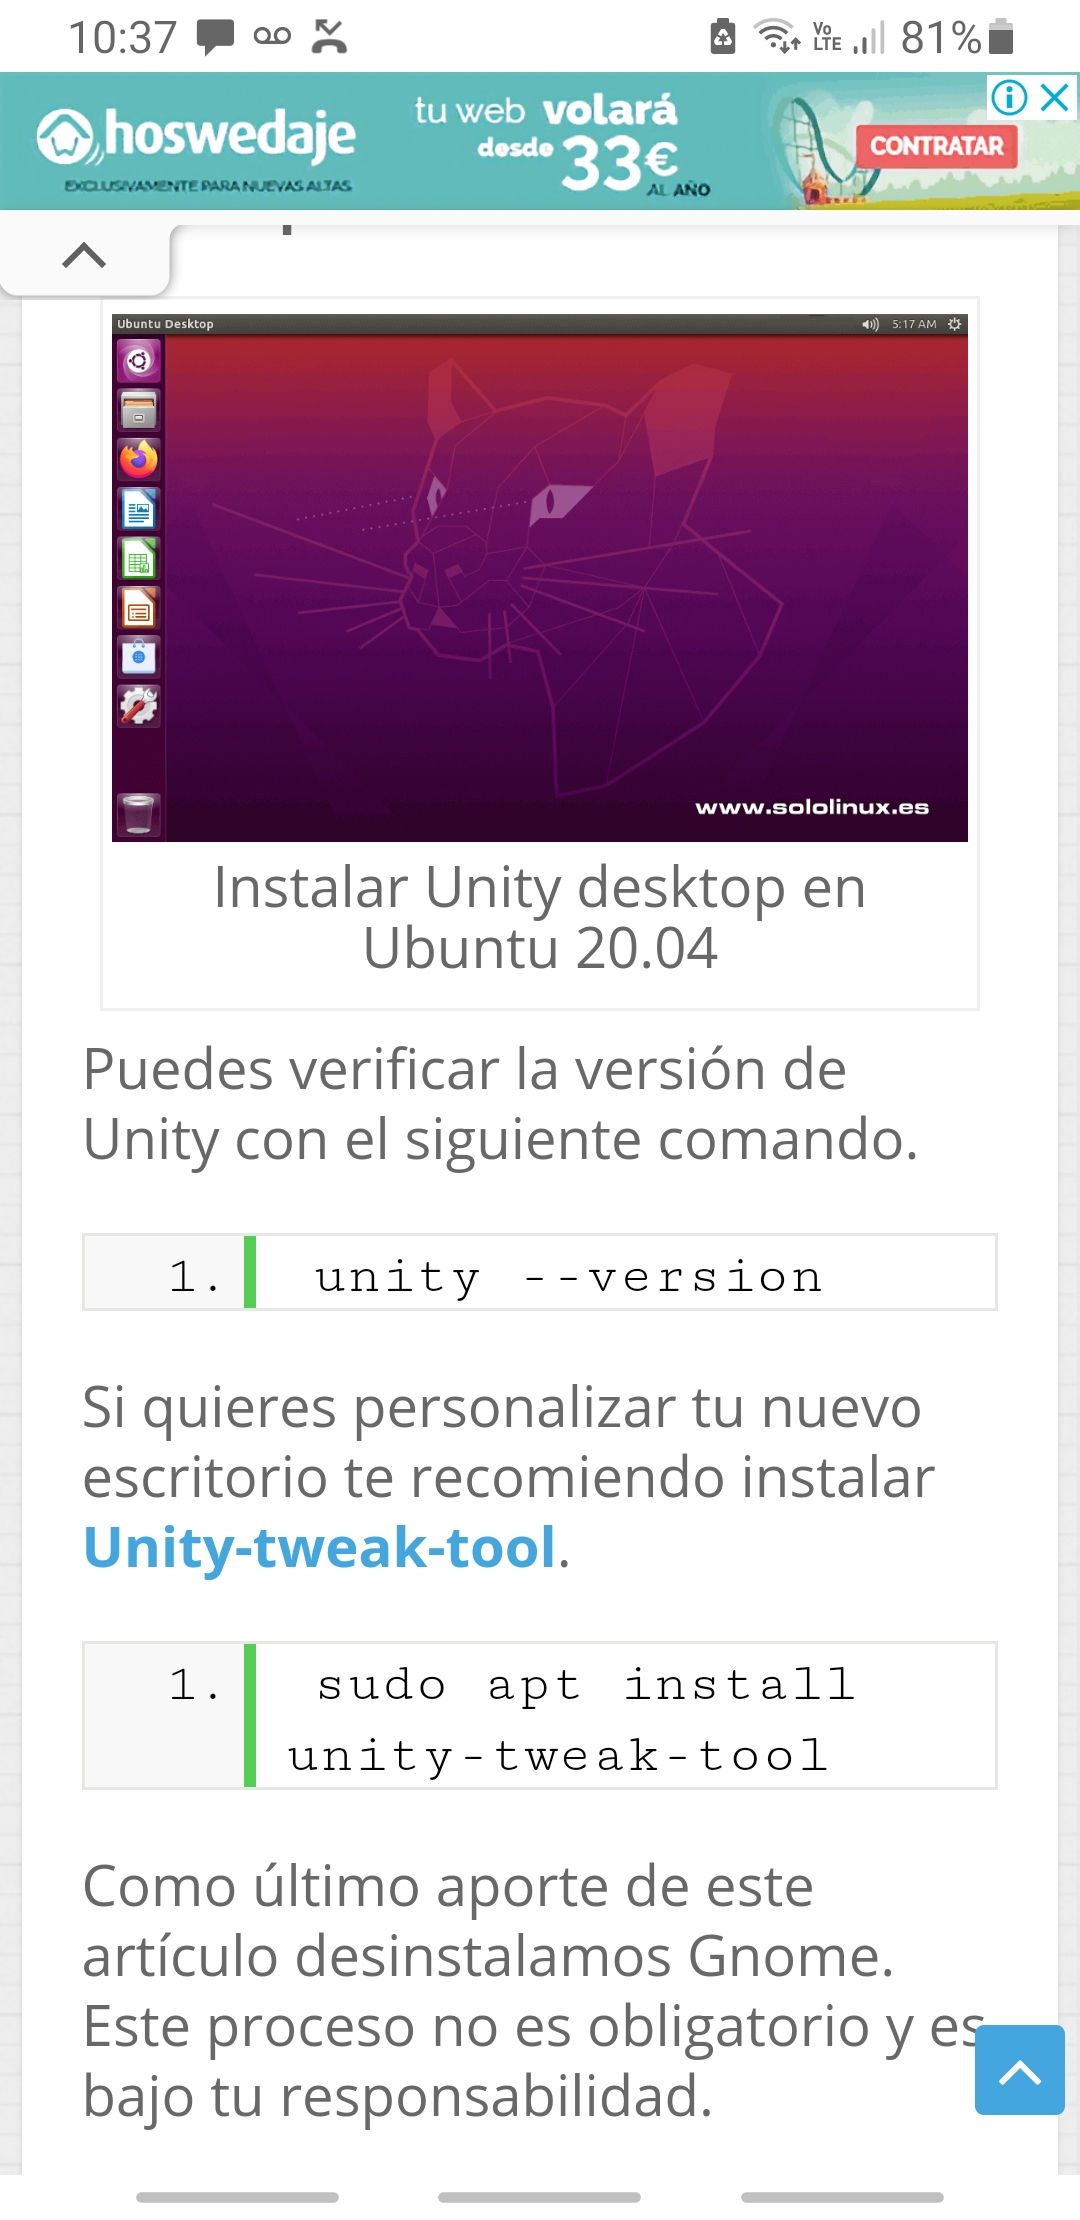 10:37
Vo LTE
81%
hoswedaje
EXCLUSIVAMENTE PARA NUEVAS ALTAS
tu web volará
desde 33€
AL AÑO
CONTRATAR
Ubuntu Desktop
5:17 AM
www.sololinux.es
Instalar Unity desktop en
Ubuntu 20.04
Puedes verificar la versión de
Unity con el siguiente comando.
1. unity --version
Si quieres personalizar tu nuevo
escritorio te recomiendo instalar
Unity-tweak-tool.
1. sudo apt install
unity-tweak-tool
Como último aporte de este
artículo desinstalamos Gnome.
Este proceso no es obligatorio y es
bajo tu responsabilidad.